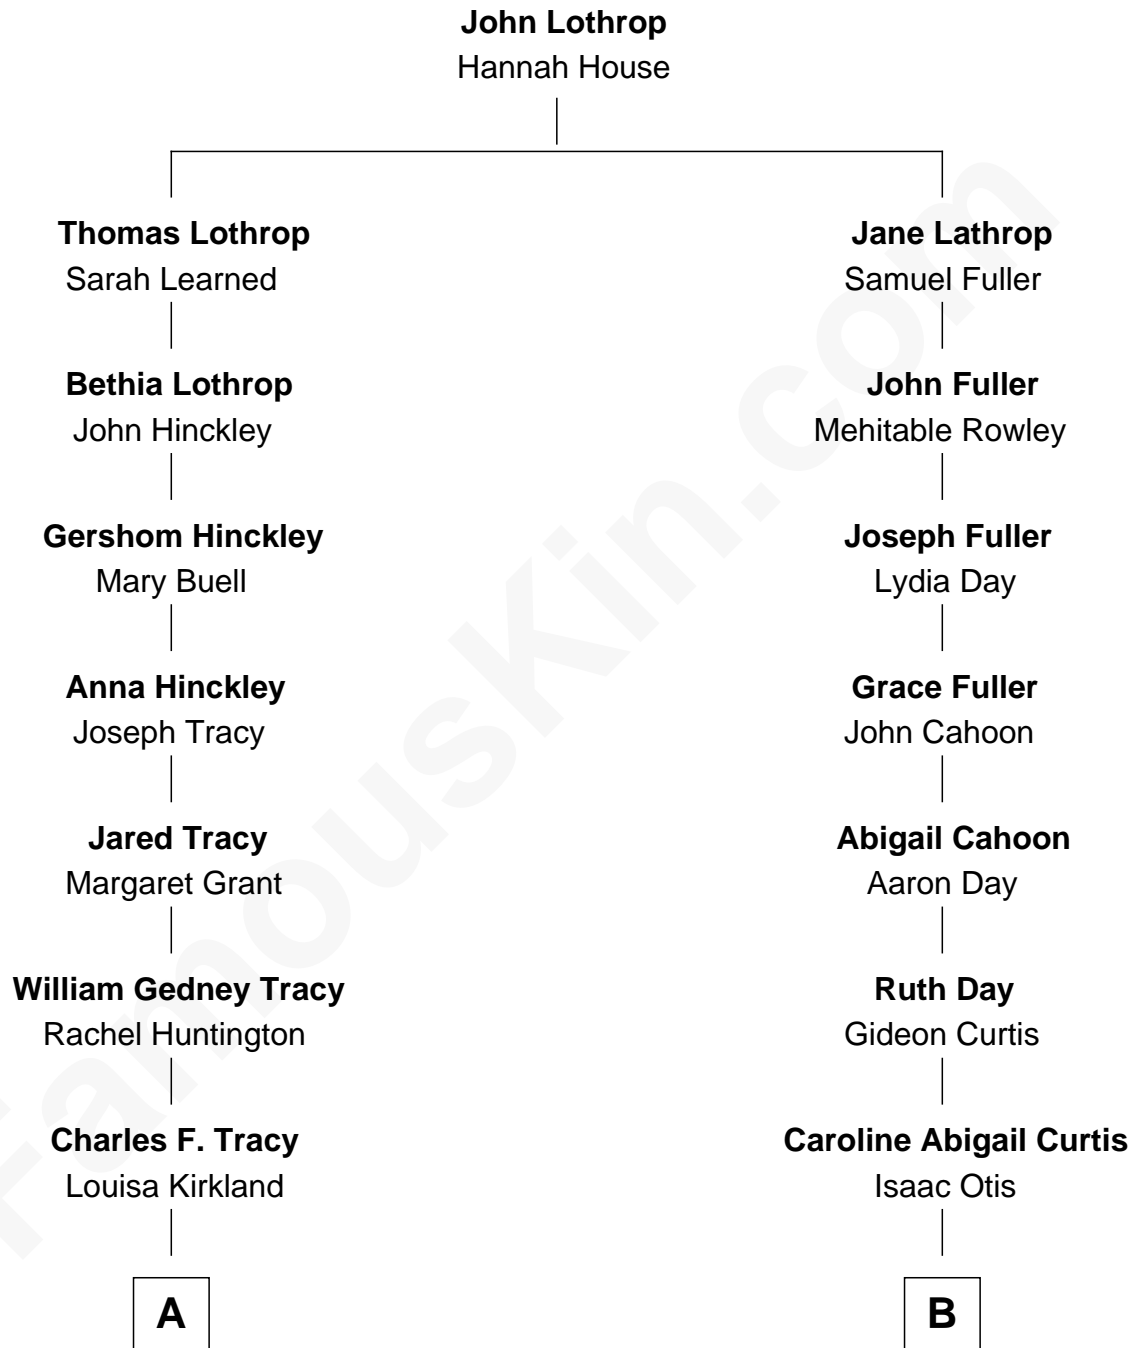 John Lothrop
Hannah House
Thomas Lothrop
Sarah Learned
Jane Lathrop
Samuel Fuller
Bethia Lothrop
John Hinckley
John Fuller
Mehitable Rowley
Gershom Hinckley
Mary Buell
Joseph Fuller
Lydia Day
Anna Hinckley
Joseph Tracy
Grace Fuller
John Cahoon
Jared Tracy
Margaret Grant
Abigail Cahoon
Aaron Day
William Gedney Tracy
Rachel Huntington
Ruth Day
Gideon Curtis
Charles F. Tracy
Louisa Kirkland
Caroline Abigail Curtis
Isaac Otis
A
B
FamousKin.com